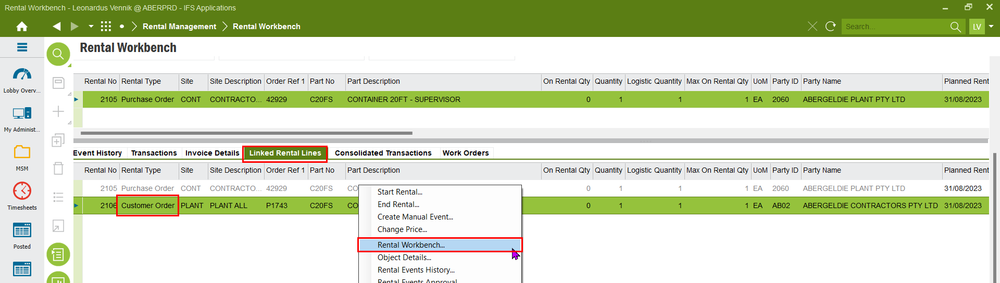 Rental Workbench - Leonardus Vennik @ ABERPRD - IFS Applications
Rental Management Rental Workbench Search... LV
Rental Workbench
Lobby Overv...
My Administ...
MSM
Timesheets
Posted
Rental No Rental Type Site Site Description Order Ref 1 Part No Part Description On Rental Qty Quantity Logistic Quantity Max On Rental Qty UoM Party ID Party Name Planned Rent
2105 Purchase Order CONT CONTRACTO... 42929 C20FS CONTAINER 20FT - SUPERVISOR 0 1 1 1 EA 2060 ABERGELDIE PLANT PTY LTD 31/08/2023
Event History Transactions Invoice Details Linked Rental Lines Consolidated Transactions Work Orders
Rental No Rental Type Site Site Description Order Ref 1 Part No Part Description On Rental Qty Quantity Logistic Quantity Max On Rental Qty UoM Party ID Party Name Planned Rent
2105 Purchase Order CONT CONTRACTO... 42929 C20FS CO 0 1 1 1 EA 2060 ABERGELDIE PLANT PTY LTD 31/08/2023
2106 Customer Order PLANT PLANT ALL P1743 C20FS CO 0 1 1 1 EA AB02 ABERGELDIE CONTRACTORS PTY LTD 31/08/2023
Start Rental...
End Rental...
Create Manual Event...
Change Price...
Rental Workbench...
Object Details...
Rental Events History...
Rental Events Approval